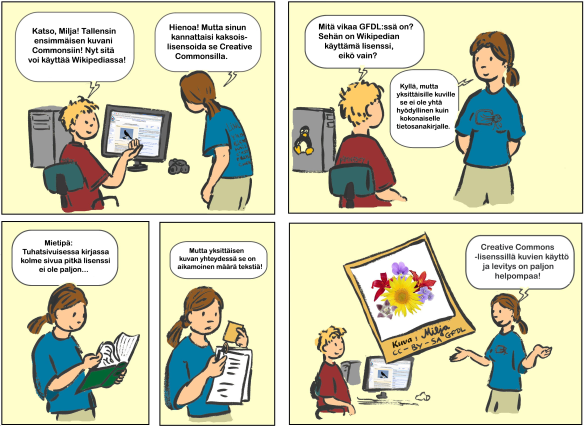 Katso, Milja! Tallensin
ensimmäisen kuvani
Commonsiin! Nyt sitä
voi käyttää Wikipediassa!
Hienoa! Mutta sinun
kannattaisi kaksois-
lisensoida se Creative
Commonsilla.
Mitä vikaa GFDL:ssä on?
Sehän on Wikipedian
käyttämä lisenssi,
eikö vain?
Kyllä, mutta
yksittäisille kuville
se ei ole yhtä
hyödyllinen kuin
kokonaiselle
tietosanakirjalle.
Mietipä:
Tuhatsivuisessa kirjassa
kolme sivua pitkä lisenssi
ei ole paljon...
Mutta yksittäisen
kuvan yhteydessä se on
aikamoinen määrä tekstiä!
Creative Commons
-lisenssillä kuvien käyttö
ja levitys on paljon
helpompaa!
Kuva: Milja
CC-BY-SA GFDL